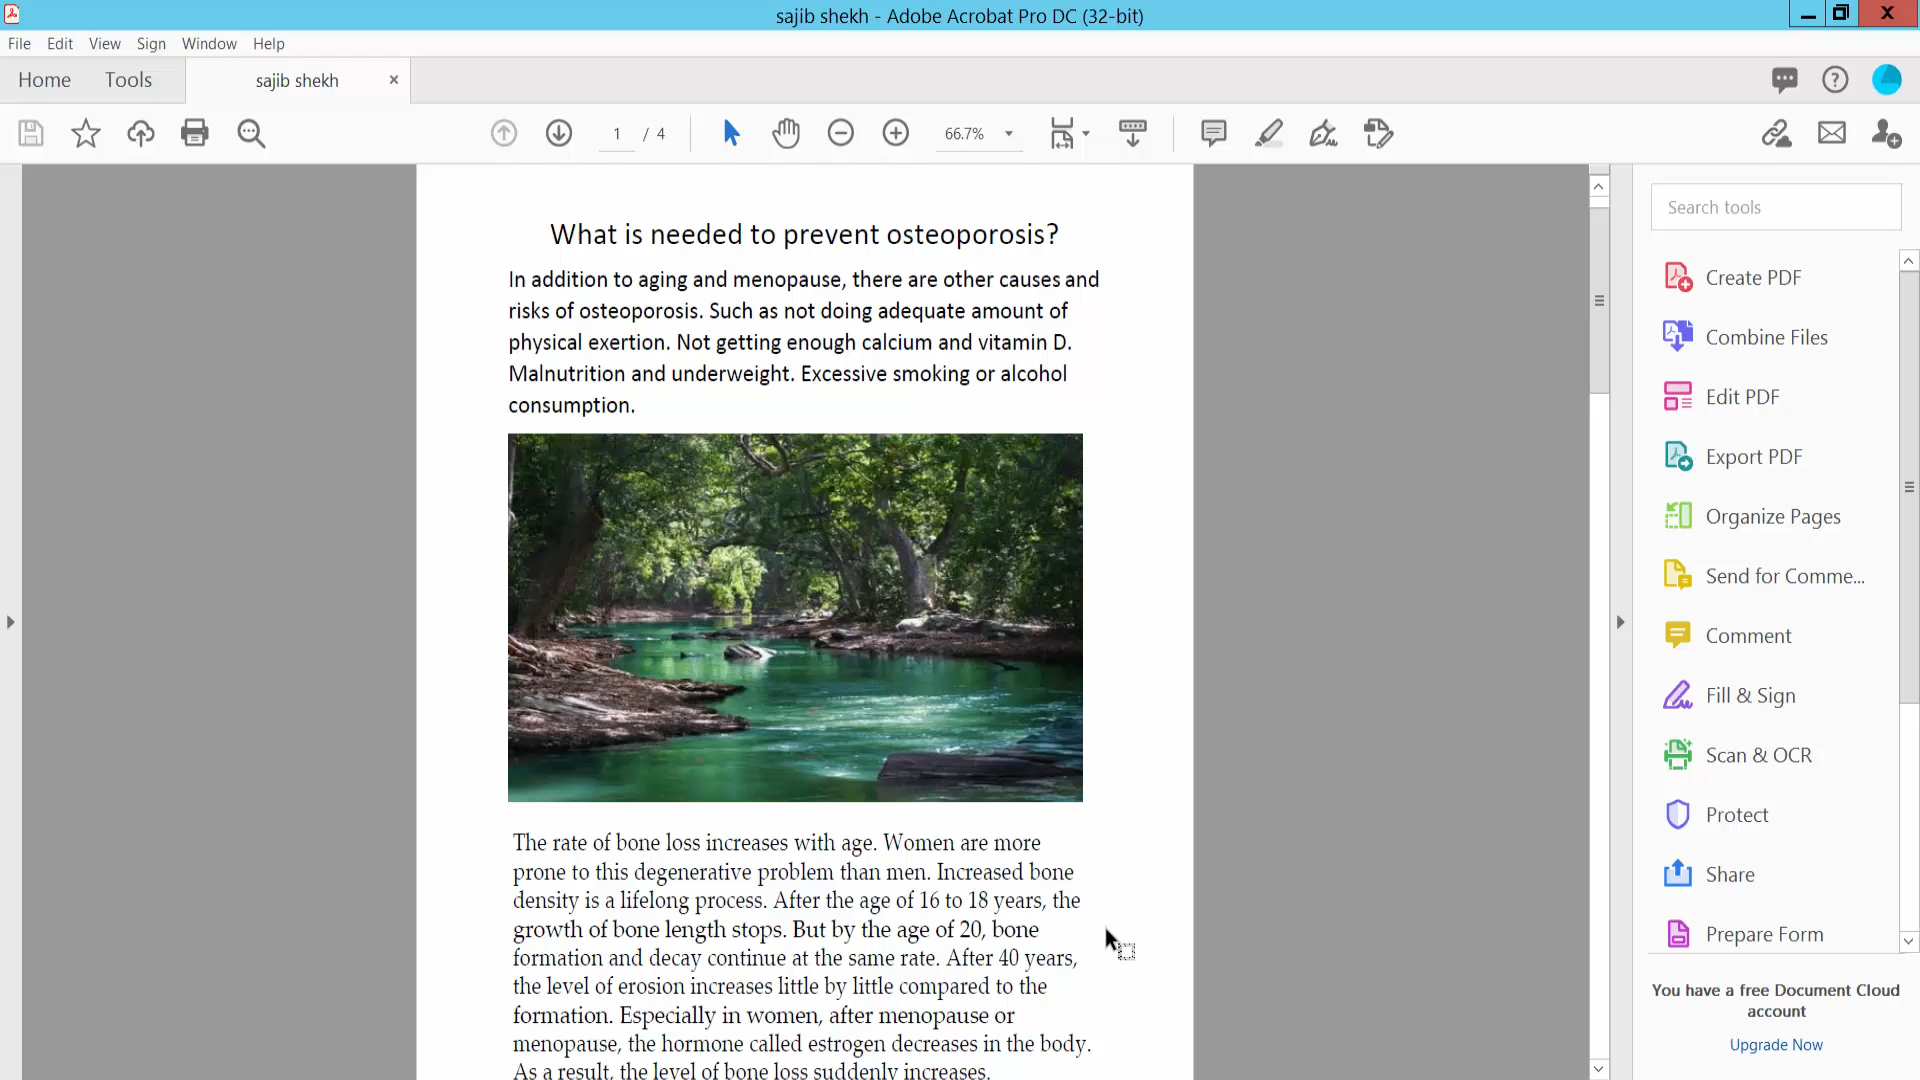 sajib shekh - Adobe Acrobat Pro DC (32-bit)
File Edit View Sign Window Help
Home Tools sajib shekh
1 / 4 66.7%
Search tools
Create PDF
Combine Files
Edit PDF
Export PDF
Organize Pages
Send for Comme...
Comment
Fill & Sign
Scan & OCR
Protect
Share
Prepare Form
You have a free Document Cloud
account
Upgrade Now
What is needed to prevent osteoporosis?
In addition to aging and menopause, there are other causes and
risks of osteoporosis. Such as not doing adequate amount of
physical exertion. Not getting enough calcium and vitamin D.
Malnutrition and underweight. Excessive smoking or alcohol
consumption.
The rate of bone loss increases with age. Women are more
prone to this degenerative problem than men. Increased bone
density is a lifelong process. After the age of 16 to 18 years, the
growth of bone length stops. But by the age of 20, bone
formation and decay continue at the same rate. After 40 years,
the level of erosion increases little by little compared to the
formation. Especially in women, after menopause or
menopause, the hormone called estrogen decreases in the body.
As a result, the level of bone loss suddenly increases.